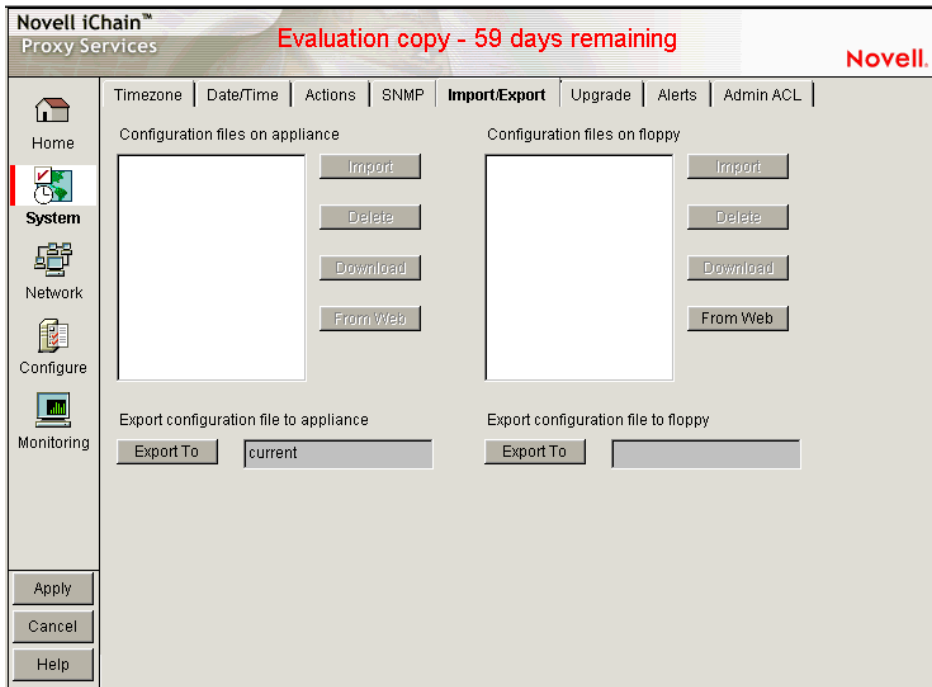 Novell iChain™
Proxy Services
Evaluation copy - 59 days remaining
Novell.
Timezone
Date/Time
Actions
SNMP
Import/Export
Upgrade
Alerts
Admin ACL
Home
System
Network
Configure
Monitoring
Configuration files on appliance
Import
Delete
Download
From Web
Configuration files on floppy
Import
Delete
Download
From Web
Export configuration file to appliance
Export To
current
Export configuration file to floppy
Export To
Apply
Cancel
Help